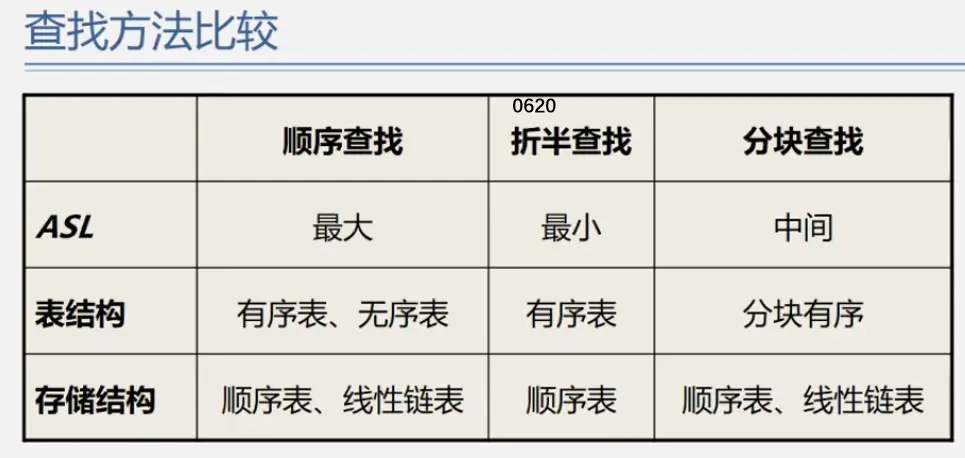 查找方法比较
0620
顺序查找 折半查找 分块查找
ASL 最大 最小 中间
表结构 有序表、无序表 有序表 分块有序
存储结构 顺序表、线性链表 顺序表 顺序表、线性链表